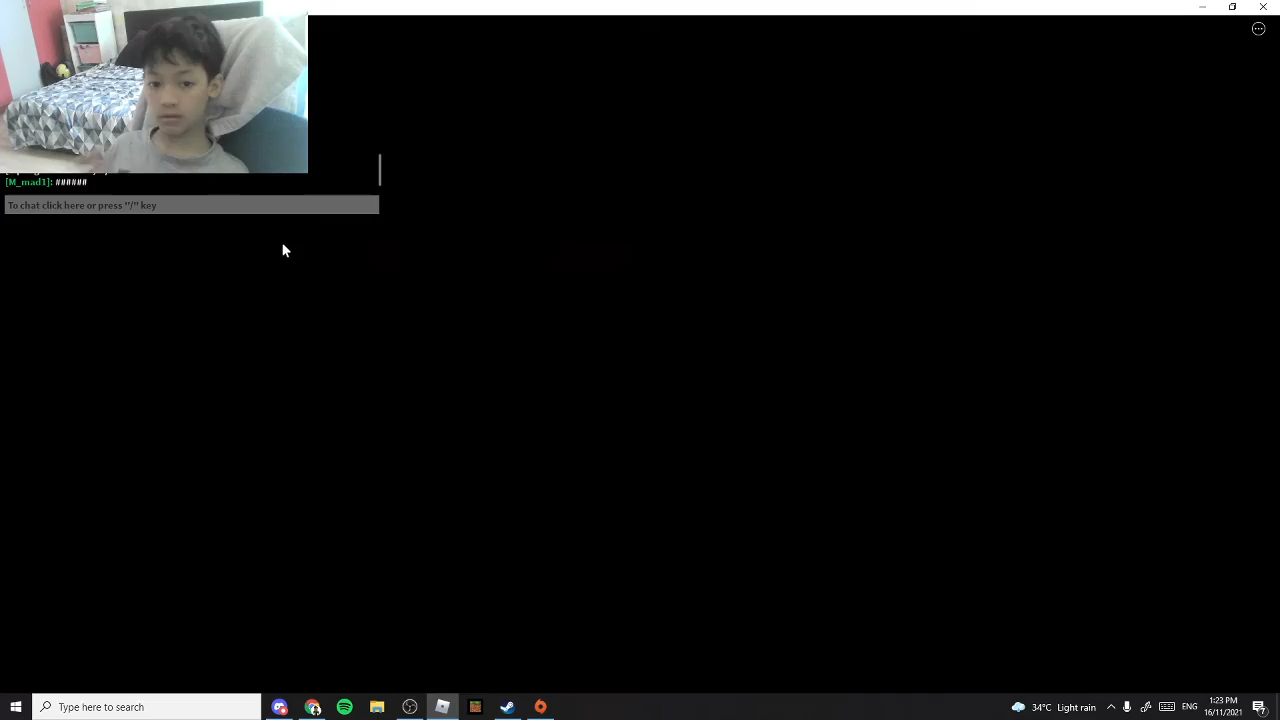 [M_mad1]: ######
To chat click here or press "/" key
Type here to search
34°C Light rain
ENG
1:23 PM
16/11/2021